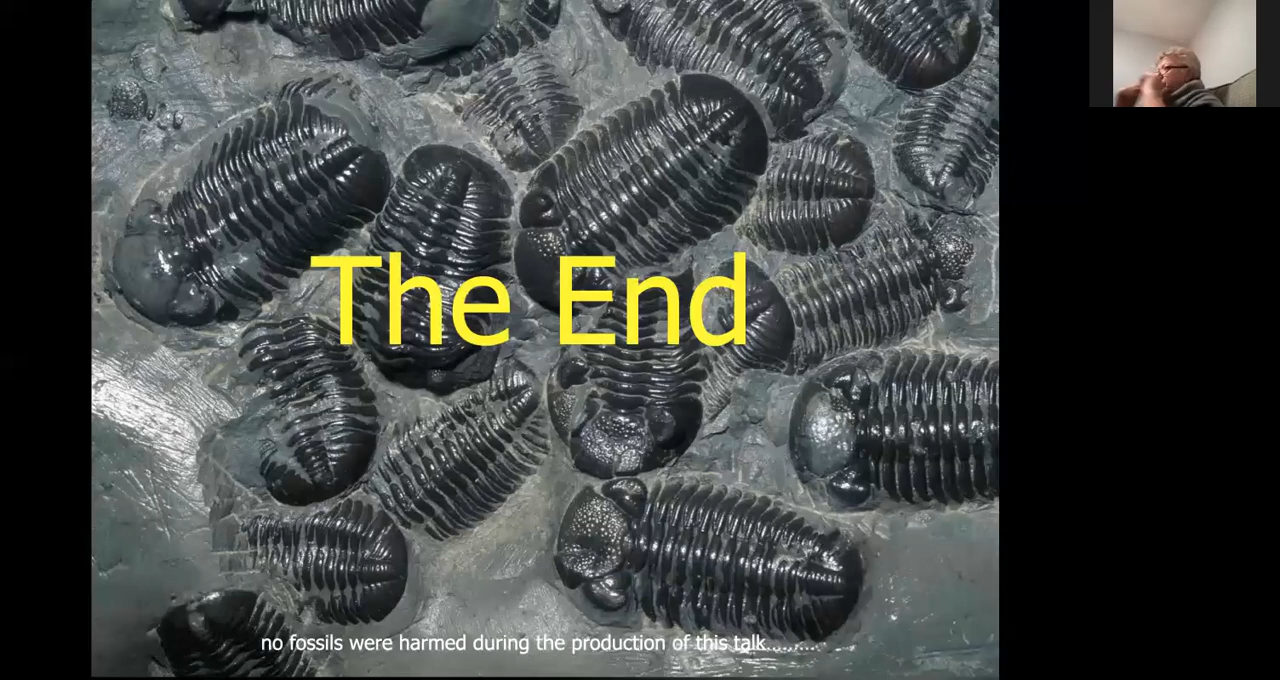 The End
no fossils were harmed during the production of this talk.........